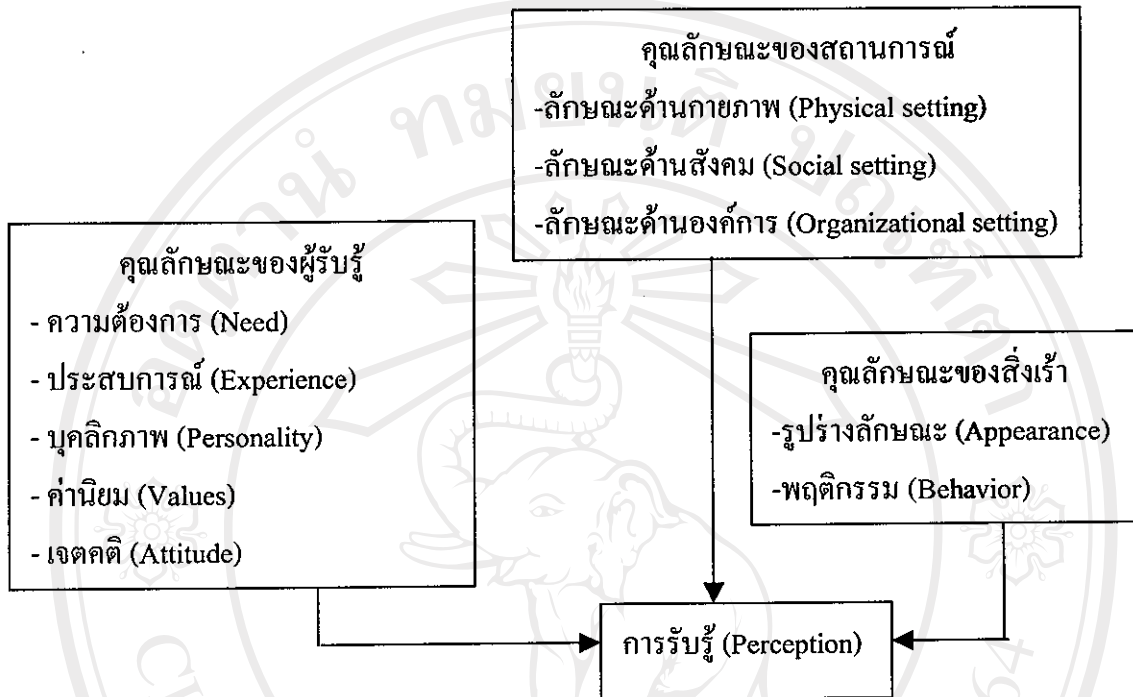 คุณลักษณะของสถานการณ์
-ลักษณะด้านกายภาพ (Physical setting)
-ลักษณะด้านสังคม (Social setting)
-ลักษณะด้านองค์การ (Organizational setting)
คุณลักษณะของผู้รับรู้
- ความต้องการ (Need)
- ประสบการณ์ (Experience)
- บุคลิกภาพ (Personality)
- ค่านิยม (Values)
- เจตคติ (Attitude)
คุณลักษณะของสิ่งเร้า
-รูปร่างลักษณะ (Appearance)
-พฤติกรรม (Behavior)
การรับรู้ (Perception)